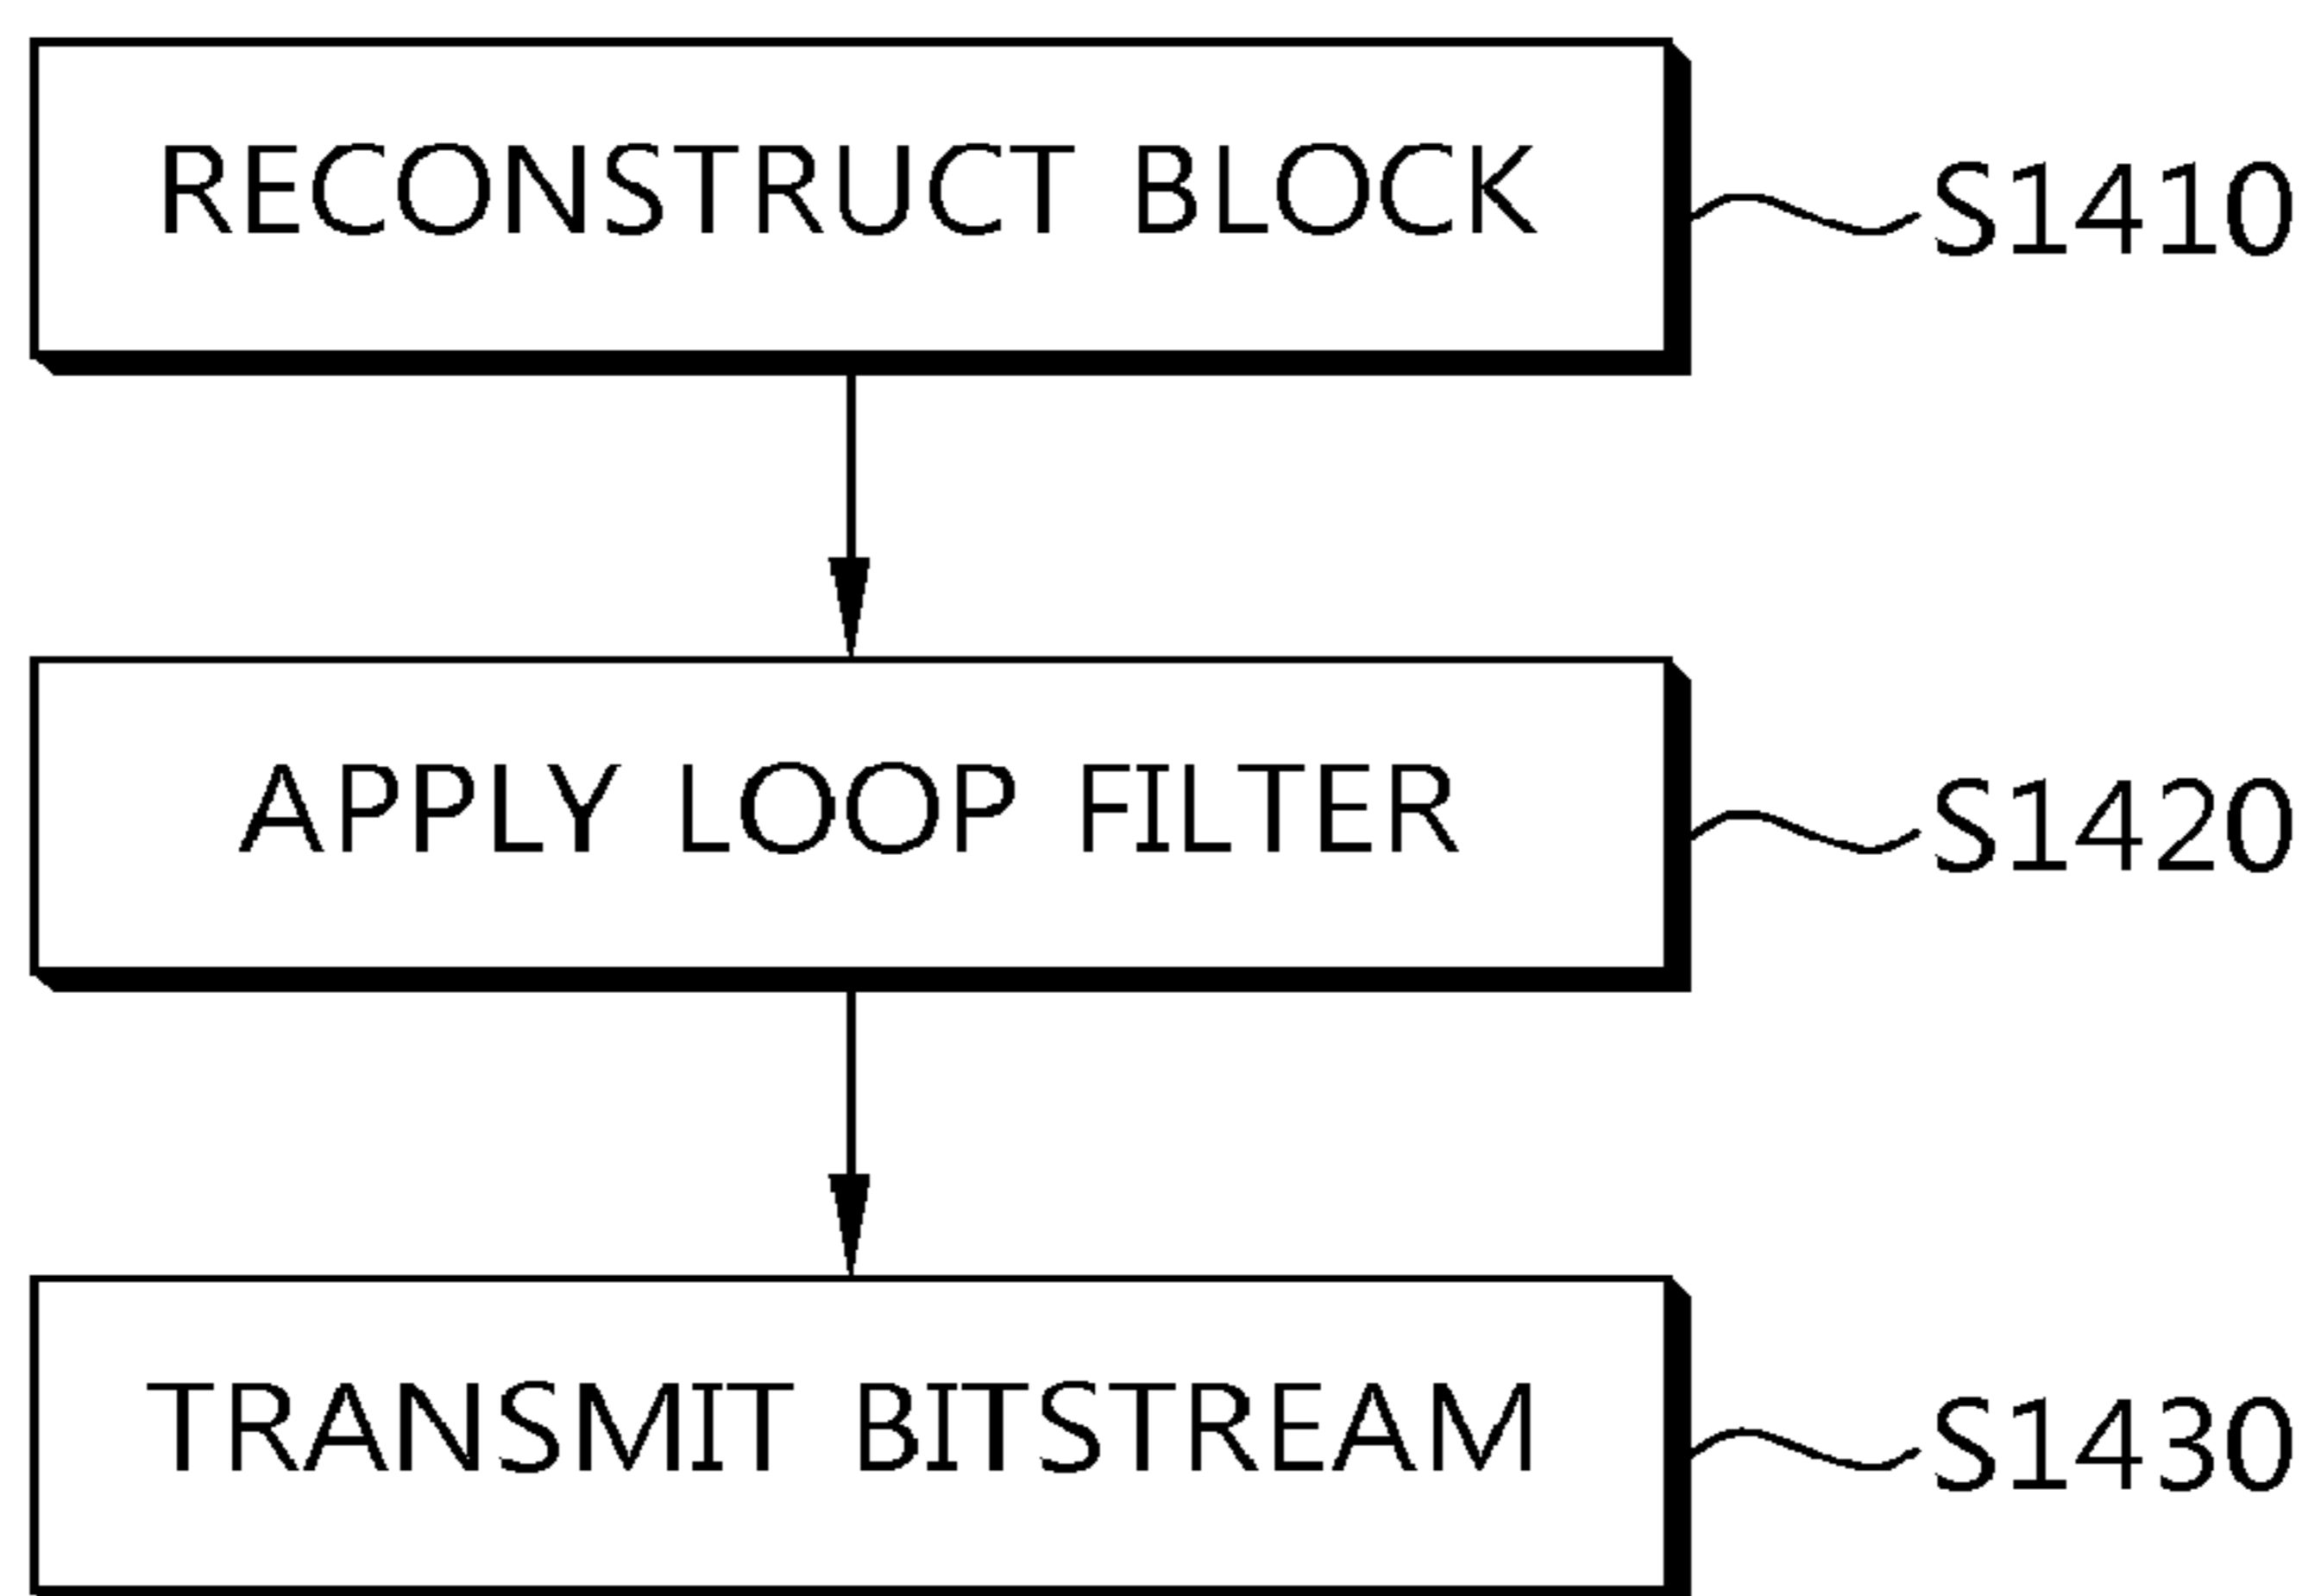 RECONSTRUCT BLOCK
S1410
APPLY LOOP FILTER
S1420
TRANSMIT BITSTREAM
S1430